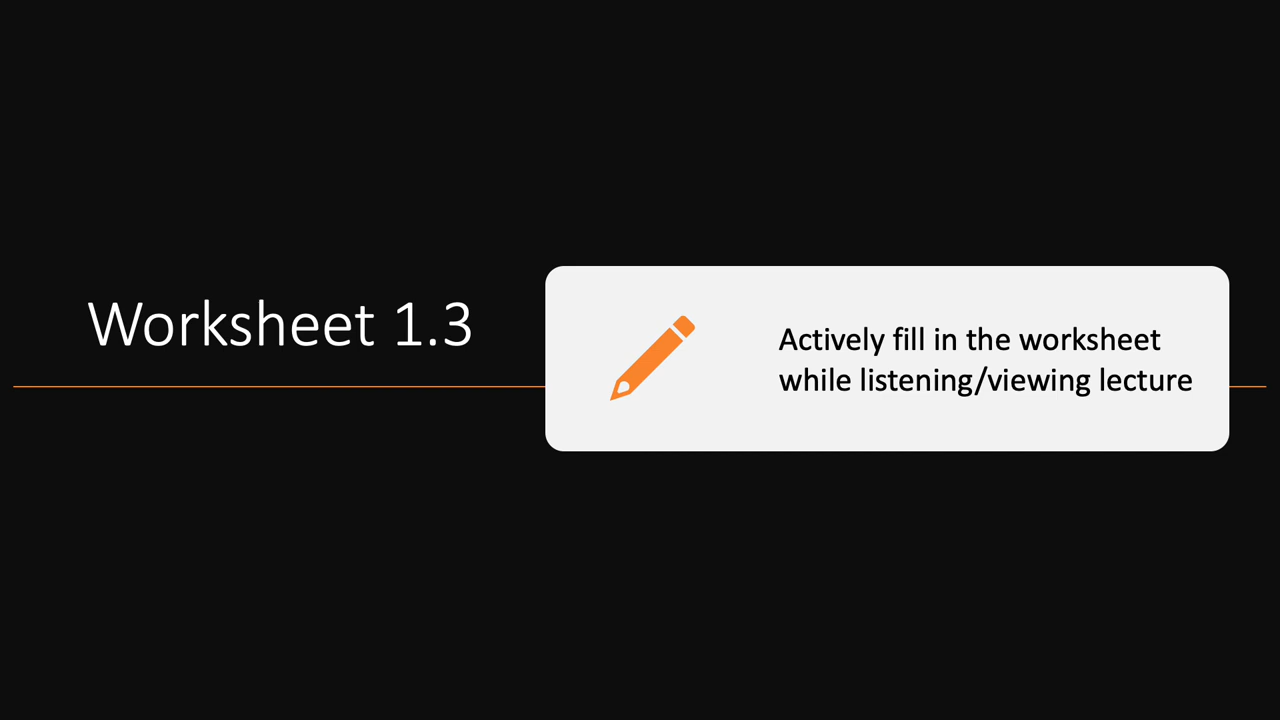 Worksheet 1.3
Actively fill in the worksheet
while listening/viewing lecture